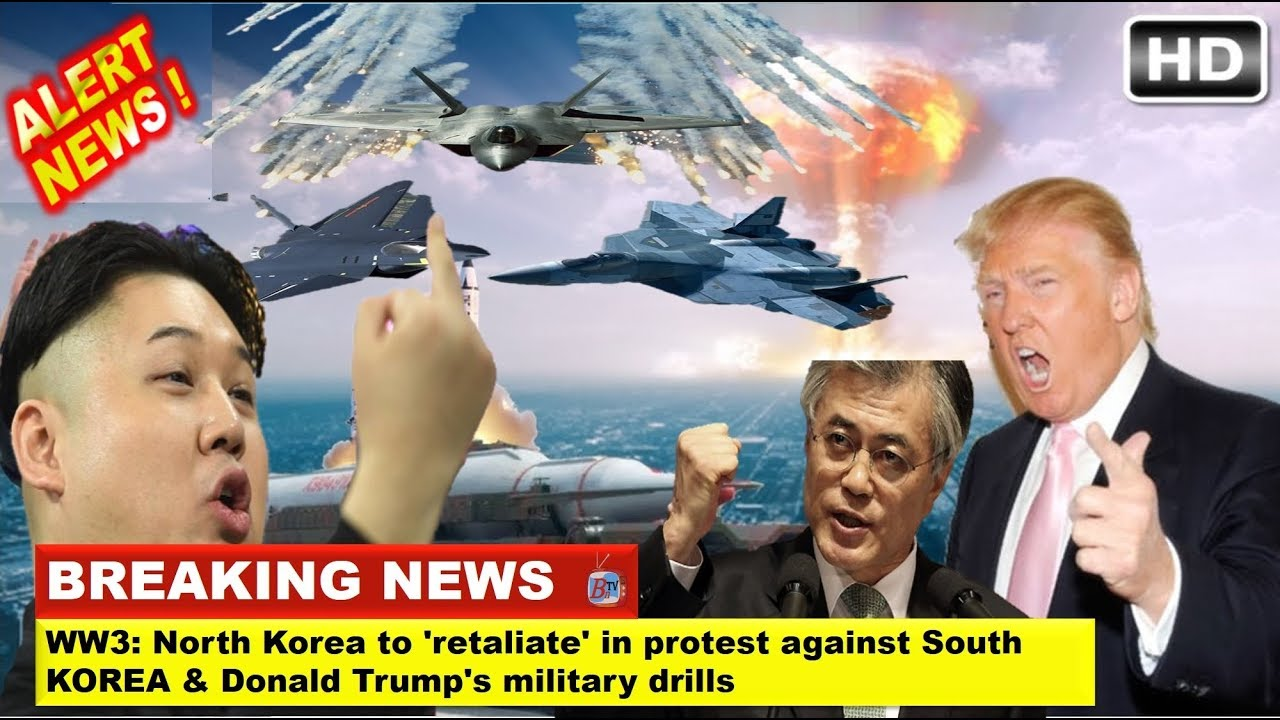 ALERT
NEWS !
HD
BREAKING NEWS
WW3: North Korea to 'retaliate' in protest against South
KOREA & Donald Trump's military drills